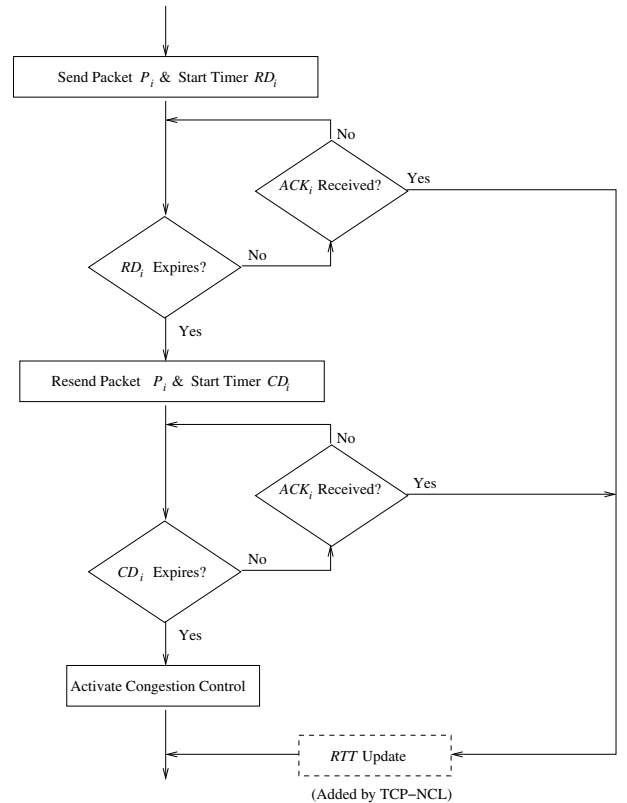 Send Packet P_i & Start Timer RD_i
No
ACK_i Received?
Yes
RD_i Expires?
No
Yes
Resend Packet P_i & Start Timer CD_i
No
ACK_i Received?
Yes
CD_i Expires?
No
Yes
Activate Congestion Control
RTT Update
(Added by TCP−NCL)